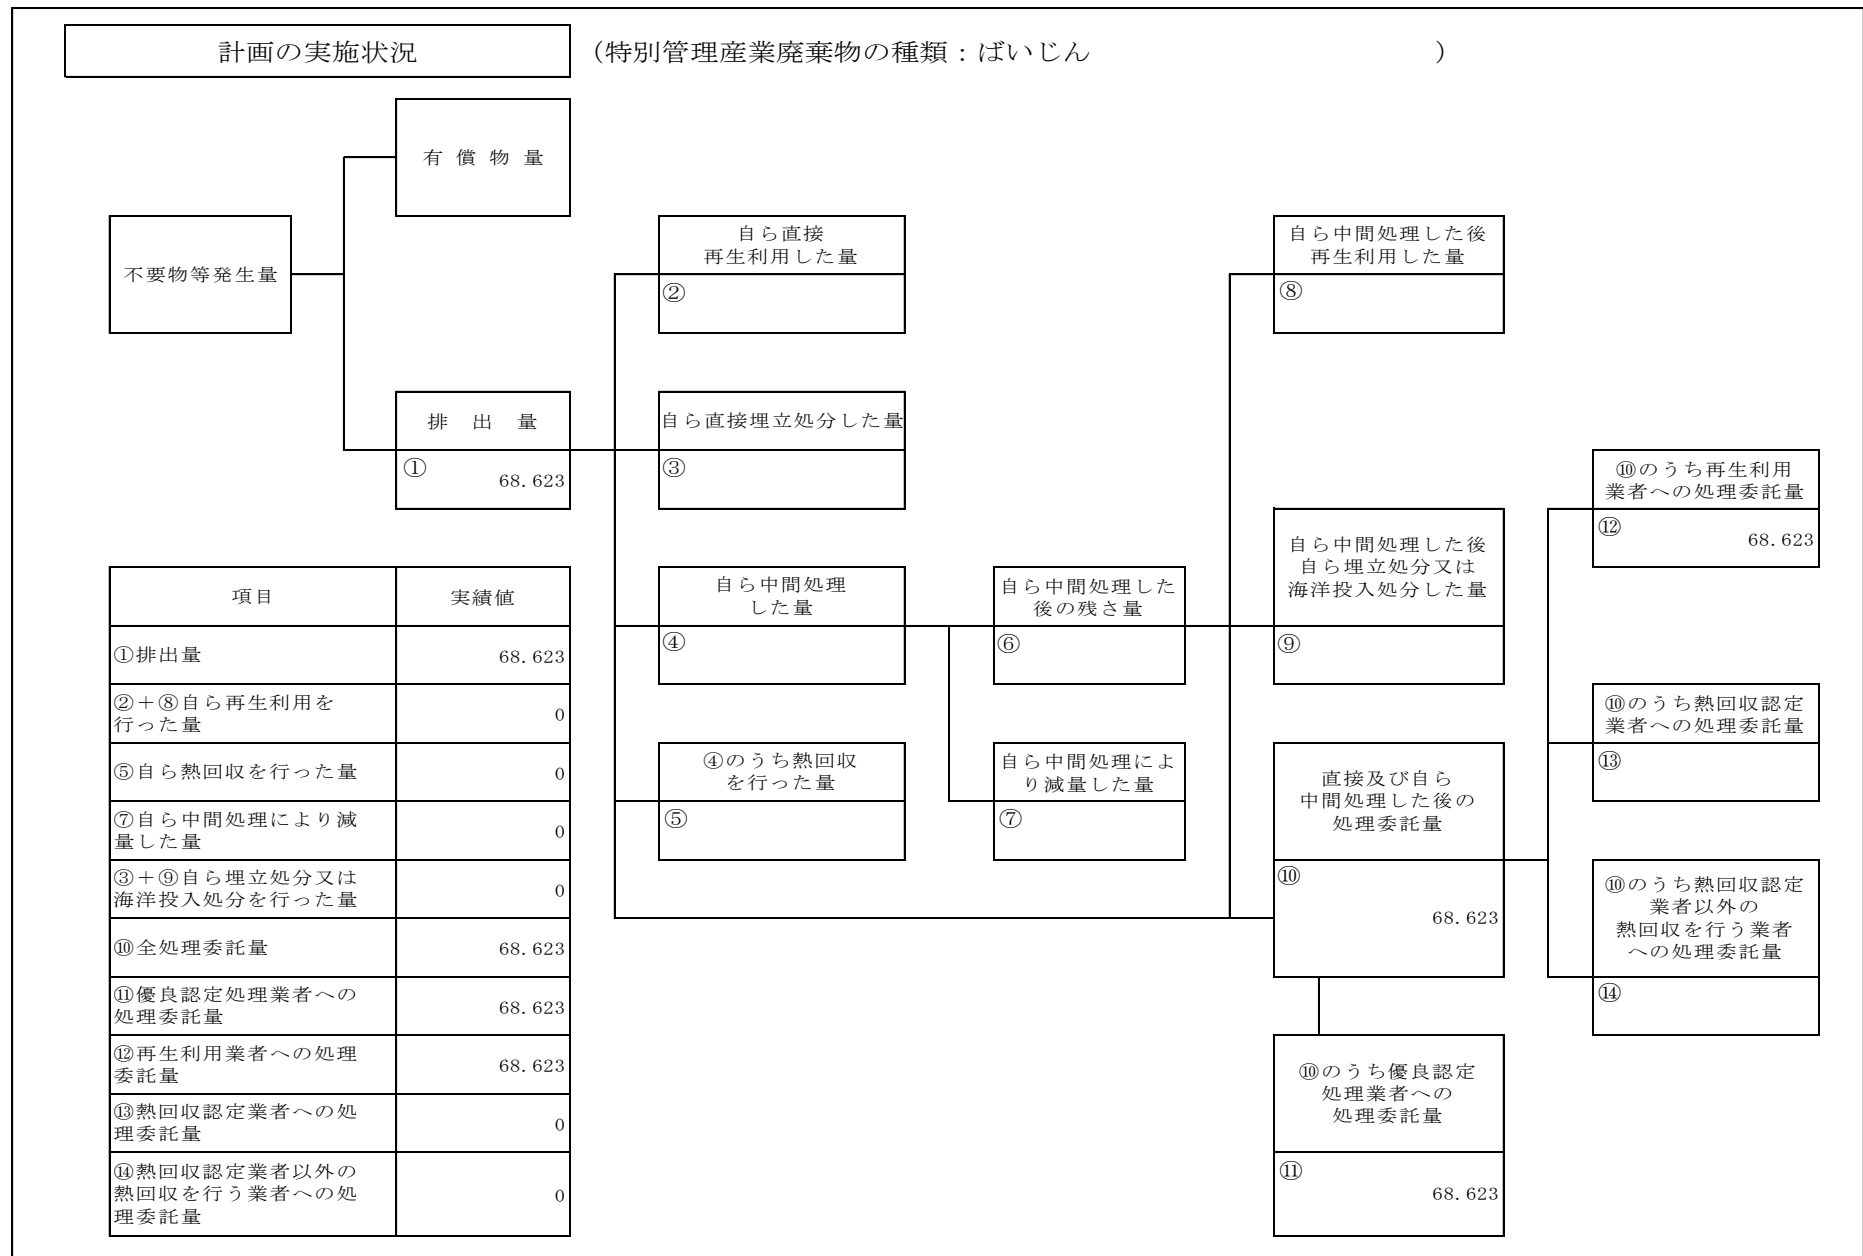 計画の実施状況
（特別管理産業廃棄物の種類：ばいじん　　　　　　　　　　　　　）
有 償 物 量
不要物等発生量
自ら直接
再生利用した量
②
自ら中間処理した後
再生利用した量
⑧
排 出 量
① 68.623
自ら直接埋立処分した量
③
⑩のうち再生利用
業者への処理委託量
⑫ 68.623
自ら中間処理した後
自ら埋立処分又は
海洋投入処分した量
⑨
自ら中間処理
した量
④
自ら中間処理した
後の残さ量
⑥
⑩のうち熱回収認定
業者への処理委託量
⑬
④のうち熱回収
を行った量
⑤
自ら中間処理によ
り減量した量
⑦
直接及び自ら
中間処理した後の
処理委託量
⑩
68.623
⑩のうち熱回収認定
業者以外の
熱回収を行う業者
への処理委託量
⑭
⑩のうち優良認定
処理業者への
処理委託量
⑪
68.623
項目 実績値
①排出量 68.623
②＋⑧自ら再生利用を
行った量 0
⑤自ら熱回収を行った量 0
⑦自ら中間処理により減
量した量 0
③＋⑨自ら埋立処分又は
海洋投入処分を行った量 0
⑩全処理委託量 68.623
⑪優良認定処理業者への
処理委託量 68.623
⑫再生利用業者への処理
委託量 68.623
⑬熱回収認定業者への処
理委託量 0
⑭熱回収認定業者以外の
熱回収を行う業者への処
理委託量 0